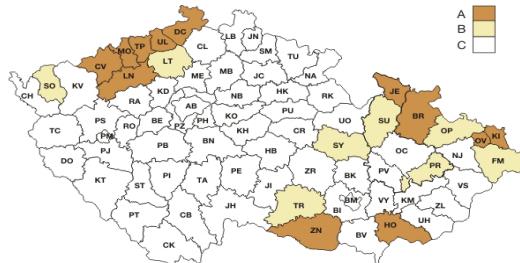 A
B
C
DC
LB
JN
UL
TP
MO
CL
SM
TU
CV
LT
LN
ME
MB
JC
NA
SO
CH
KV
KD
NB
HK
RK
RA
AB
KO
PU
UO
JE
BR
SU
OP
KI
OV
TC
PS
PM
RO
BE
PZ
PH
CR
SY
OC
NJ
FM
PJ
PB
BN
HB
PR
DO
KT
ST
PI
TA
PE
JI
ZR
BK
PV
VS
TR
BM
BI
VY
KM
ZL
PT
CB
JH
ZN
BV
HO
UH
CK